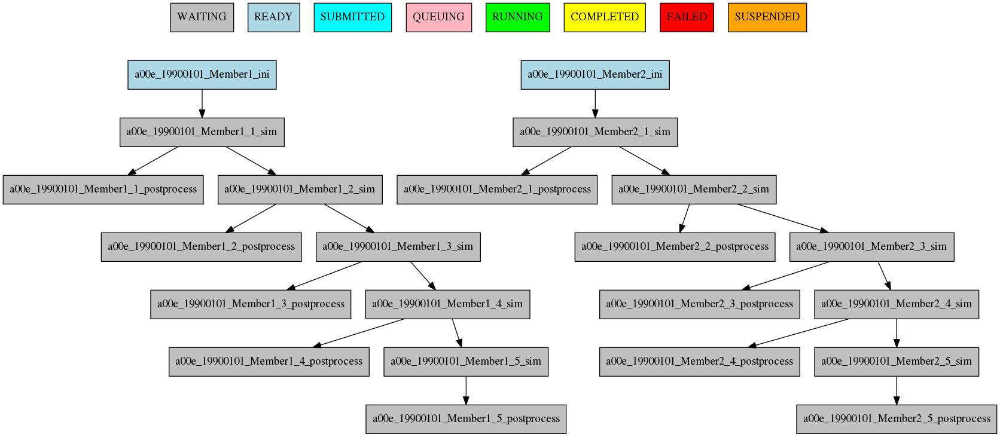 WAITING READY SUBMITTED QUEUING RUNNING COMPLETED FAILED SUSPENDED
a00e_19900101_Member1_ini a00e_19900101_Member2_ini
a00e_19900101_Member1_1_sim a00e_19900101_Member2_1_sim
a00e_19900101_Member1_1_postprocess a00e_19900101_Member1_2_sim a00e_19900101_Member2_1_postprocess a00e_19900101_Member2_2_sim
a00e_19900101_Member1_2_postprocess a00e_19900101_Member1_3_sim a00e_19900101_Member2_2_postprocess a00e_19900101_Member2_3_sim
a00e_19900101_Member1_3_postprocess a00e_19900101_Member1_4_sim a00e_19900101_Member2_3_postprocess a00e_19900101_Member2_4_sim
a00e_19900101_Member1_4_postprocess a00e_19900101_Member1_5_sim a00e_19900101_Member2_4_postprocess a00e_19900101_Member2_5_sim
a00e_19900101_Member1_5_postprocess a00e_19900101_Member2_5_postprocess